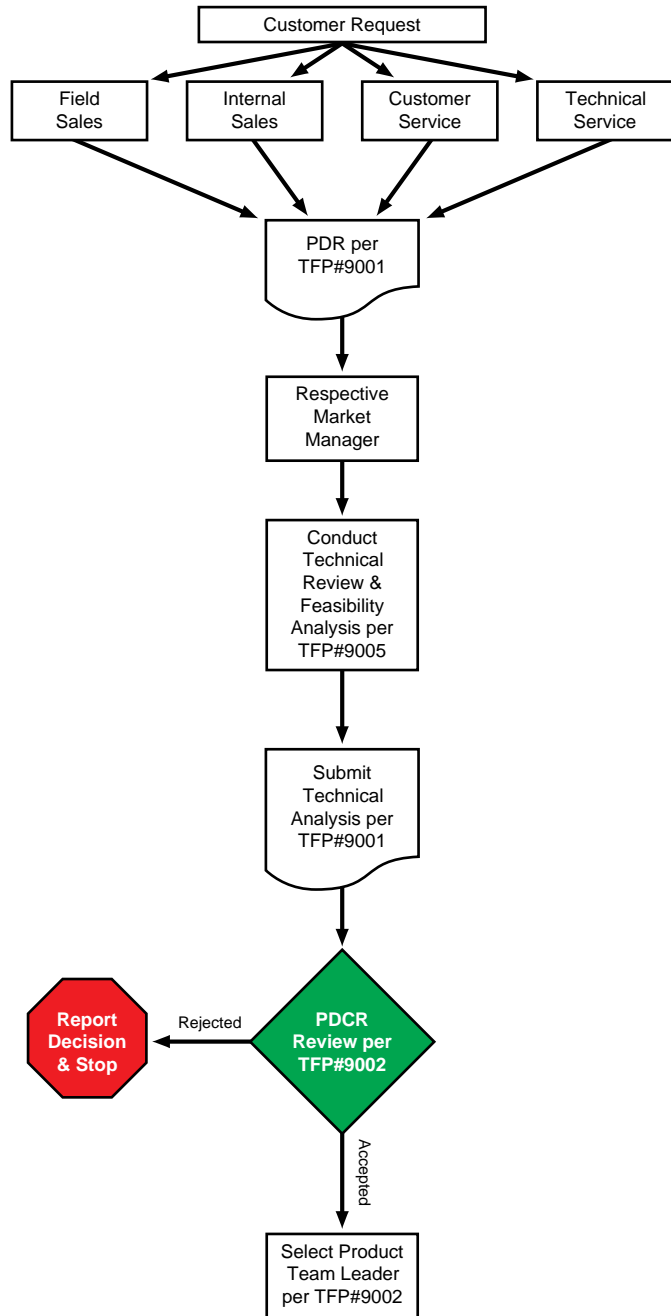 Customer Request
Field
Sales
Internal
Sales
Customer
Service
Technical
Service
PDR per
TFP#9001
Respective
Market
Manager
Conduct
Technical
Review &
Feasibility
Analysis per
TFP#9005
Submit
Technical
Analysis per
TFP#9001
Report
Decision
& Stop
Rejected
PDCR
Review per
TFP#9002
Accepted
Select Product
Team Leader
per TFP#9002